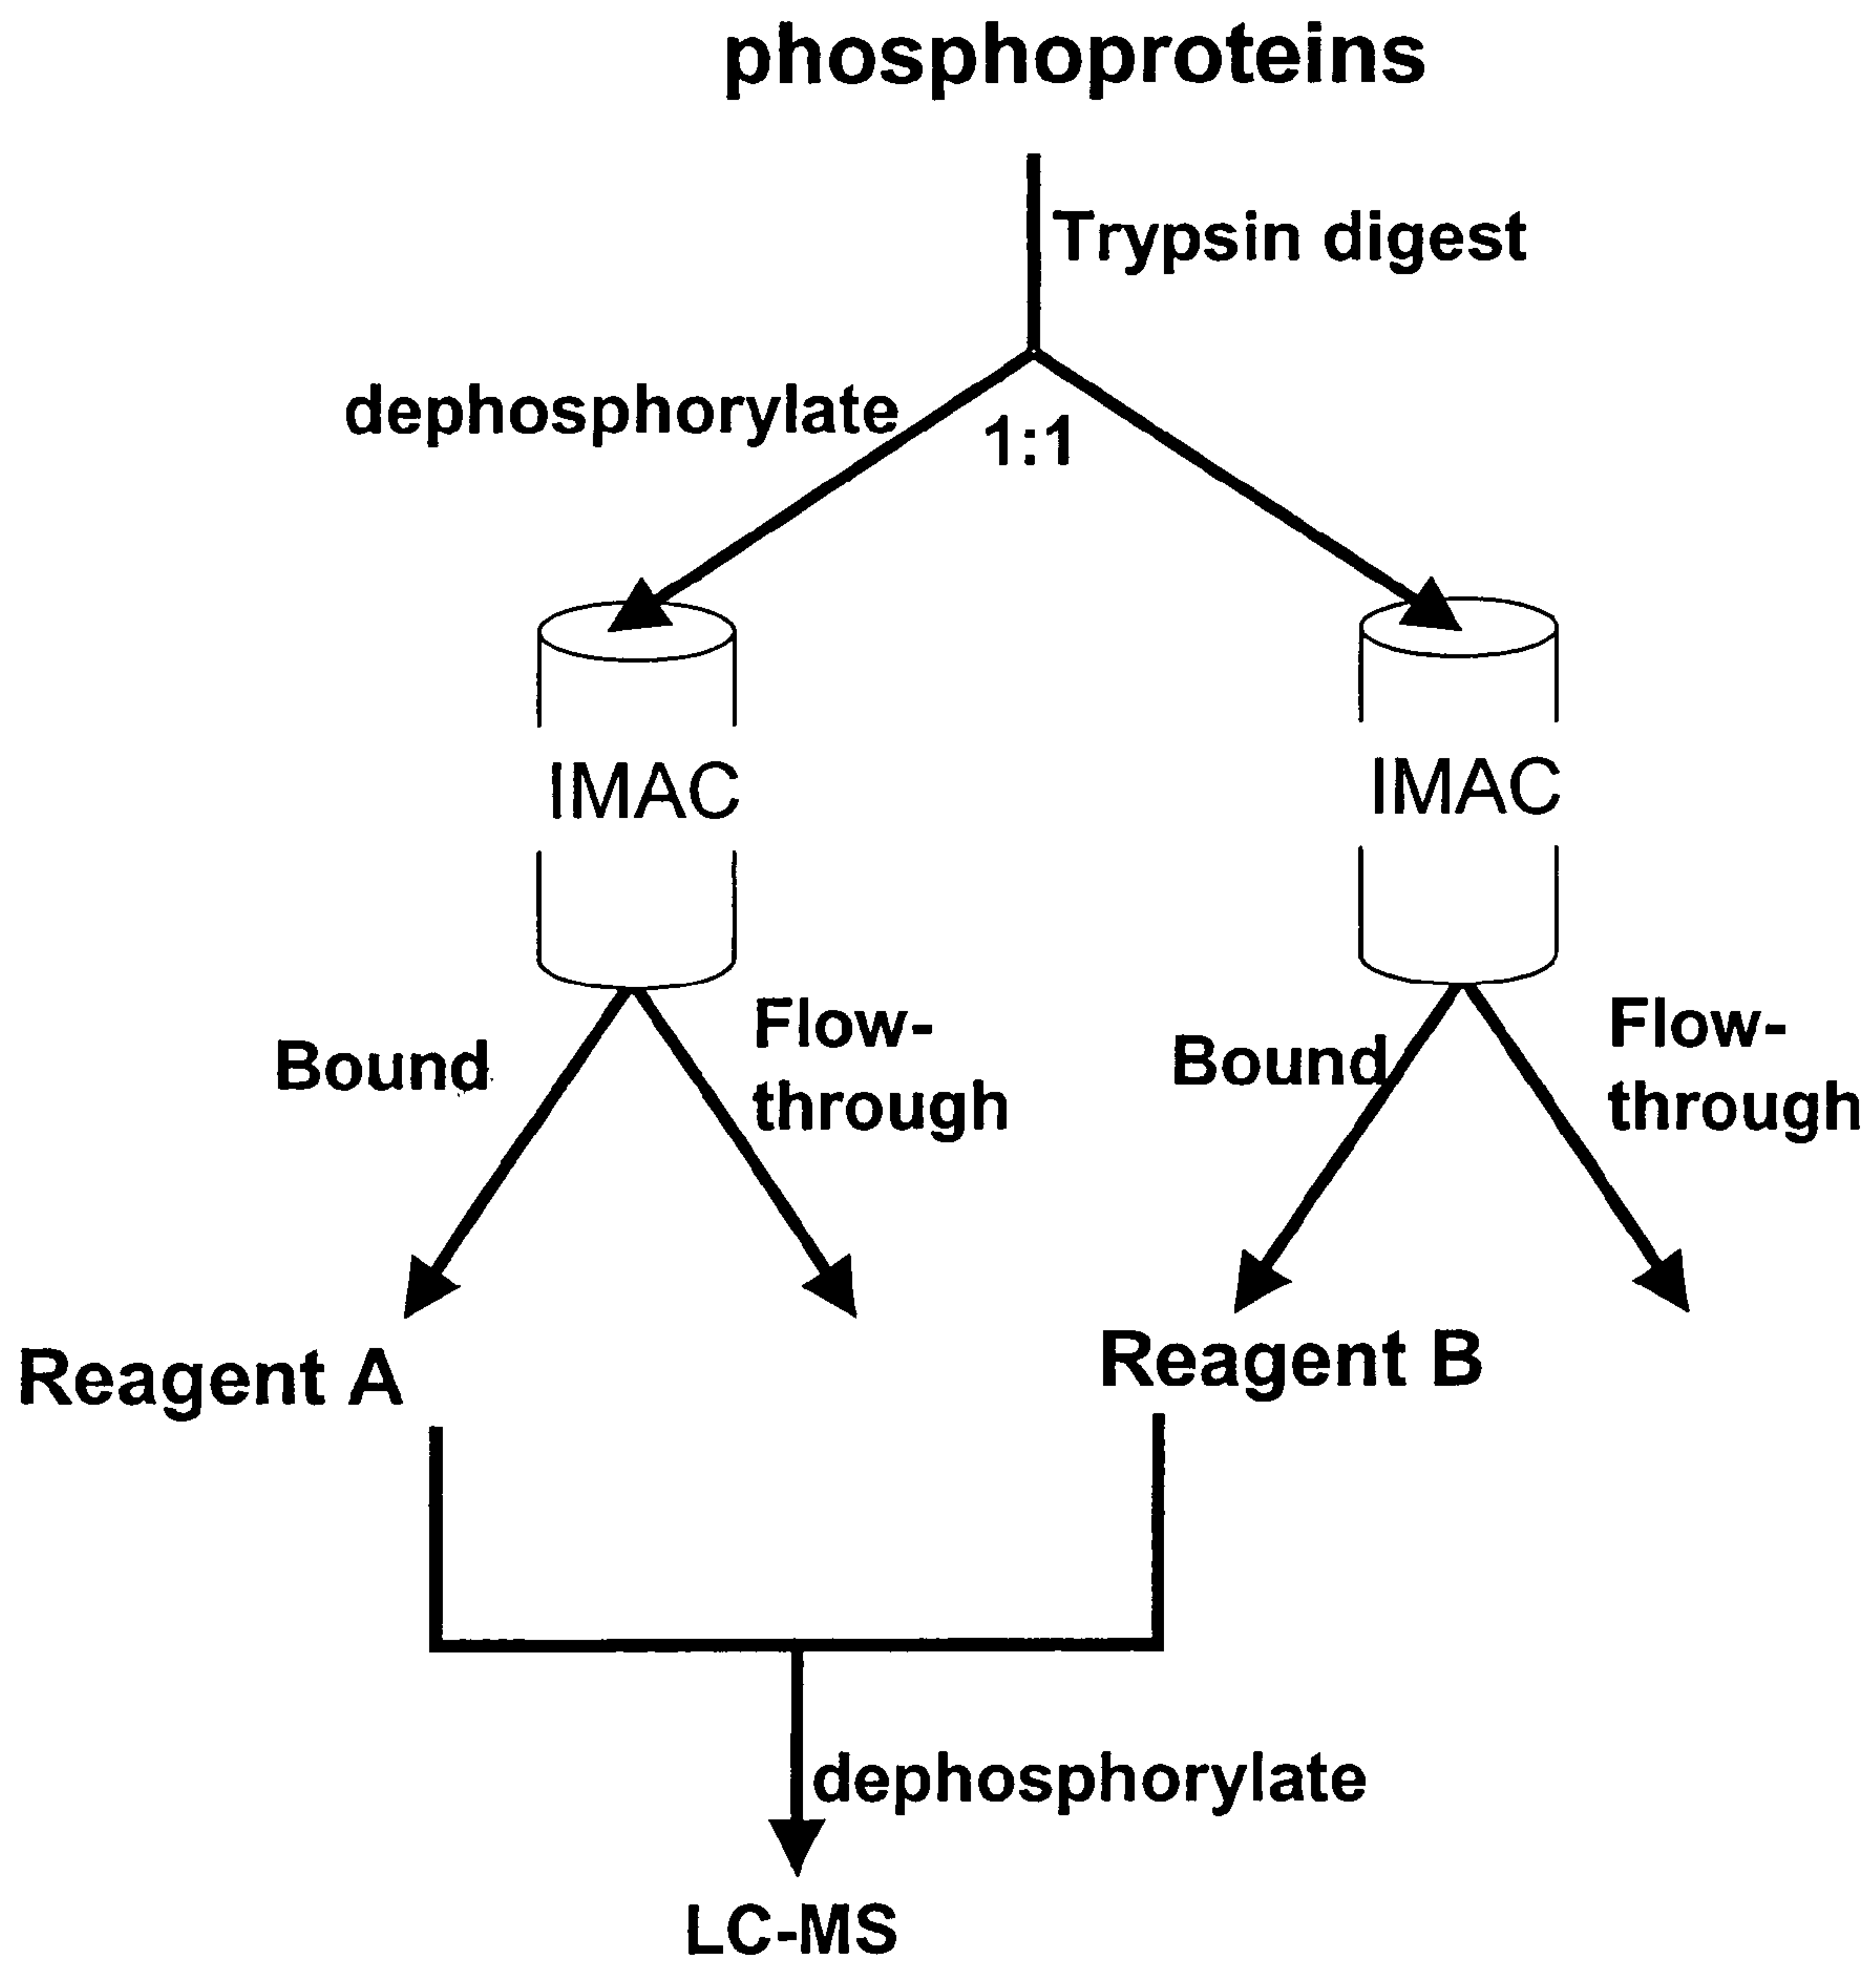 phosphoproteins
Trypsin digest
dephosphorylate
1:1
IMAC
IMAC
Bound
Flow-
through
Bound
Flow-
through
Reagent A
Reagent B
dephosphorylate
LC-MS